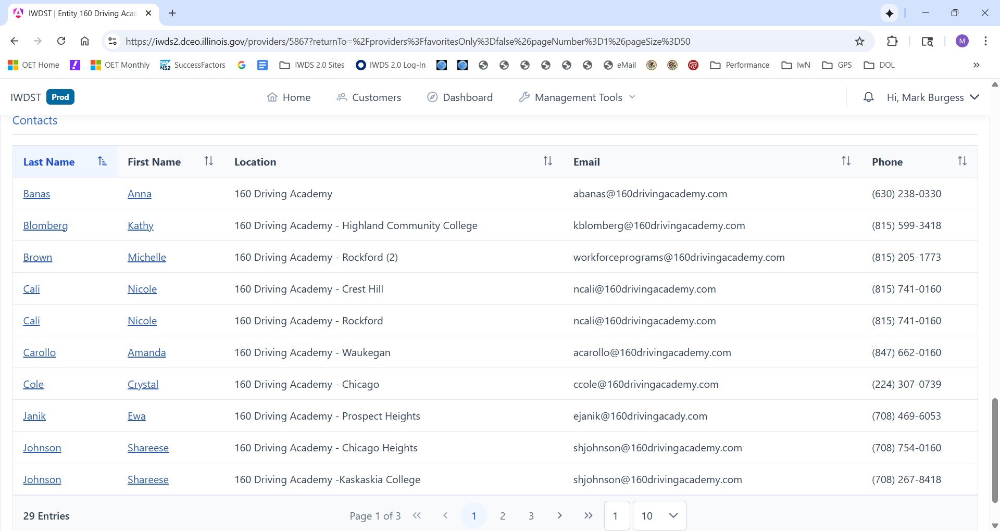 IWDST | Entity 160 Driving Acad
https://iwds2.dceo.illinois.gov/providers/5867?returnTo=%2Fproviders%3FfavoritesOnly%3Dfalse%26pageNumber%3D1%26pageSize%3D50
M
OET Home OET Monthly SAP NS2 SuccessFactors IWDS 2.0 Sites IWDS 2.0 Log-In eMail Performance IwN GPS DOL
IWDST Prod Home Customers Dashboard Management Tools Hi, Mark Burgess
Contacts
Last Name First Name Location Email Phone
Banas Anna 160 Driving Academy abanas@160drivingacademy.com (630) 238-0330
Blomberg Kathy 160 Driving Academy - Highland Community College kblomberg@160drivingacademy.com (815) 599-3418
Brown Michelle 160 Driving Academy - Rockford (2) workforceprograms@160drivingacademy.com (815) 205-1773
Cali Nicole 160 Driving Academy - Crest Hill ncali@160drivingacademy.com (815) 741-0160
Cali Nicole 160 Driving Academy - Rockford ncali@160drivingacademy.com (815) 741-0160
Carollo Amanda 160 Driving Academy - Waukegan acarollo@160drivingacademy.com (847) 662-0160
Cole Crystal 160 Driving Academy - Chicago ccole@160drivingacademy.com (224) 307-0739
Janik Ewa 160 Driving Academy - Prospect Heights ejanik@160drivingacady.com (708) 469-6053
Johnson Shareese 160 Driving Academy - Chicago Heights shjohnson@160drivingacademy.com (708) 754-0160
Johnson Shareese 160 Driving Academy -Kaskaskia College shjohnson@160drivingacademy.com (708) 267-8418
29 Entries Page 1 of 3 1 2 3 1 10